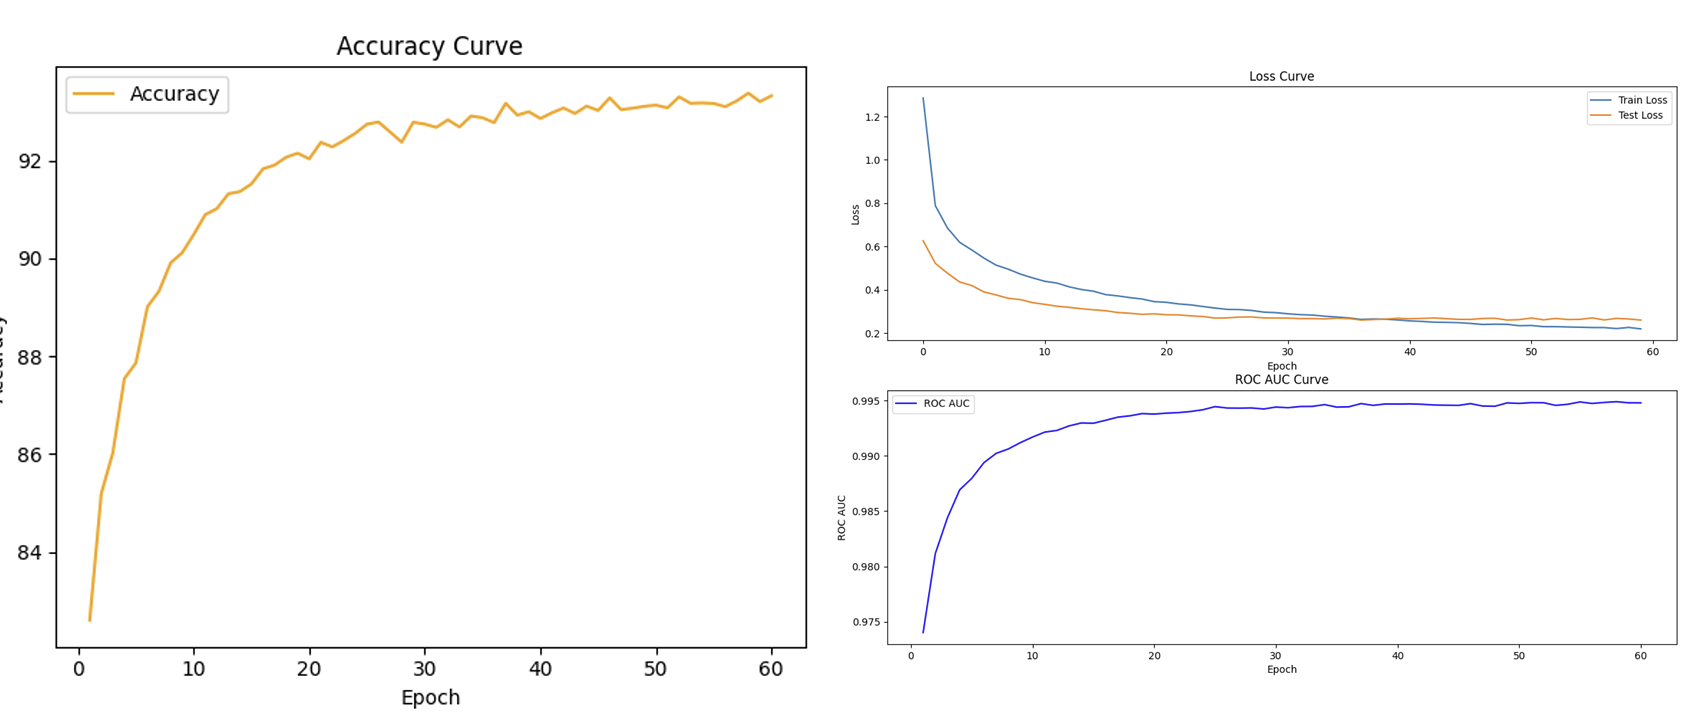 Accuracy Curve
Accuracy
92
90
88
86
84
0 10 20 30 40 50 60
Epoch
Loss Curve
Train Loss
Test Loss
1.2
1.0
0.8
0.6
0.4
0.2
Loss
0 10 20 30 40 50 60
Epoch
ROC AUC Curve
ROC AUC
0.995
0.990
0.985
0.980
0.975
ROC AUC
0 10 20 30 40 50 60
Epoch